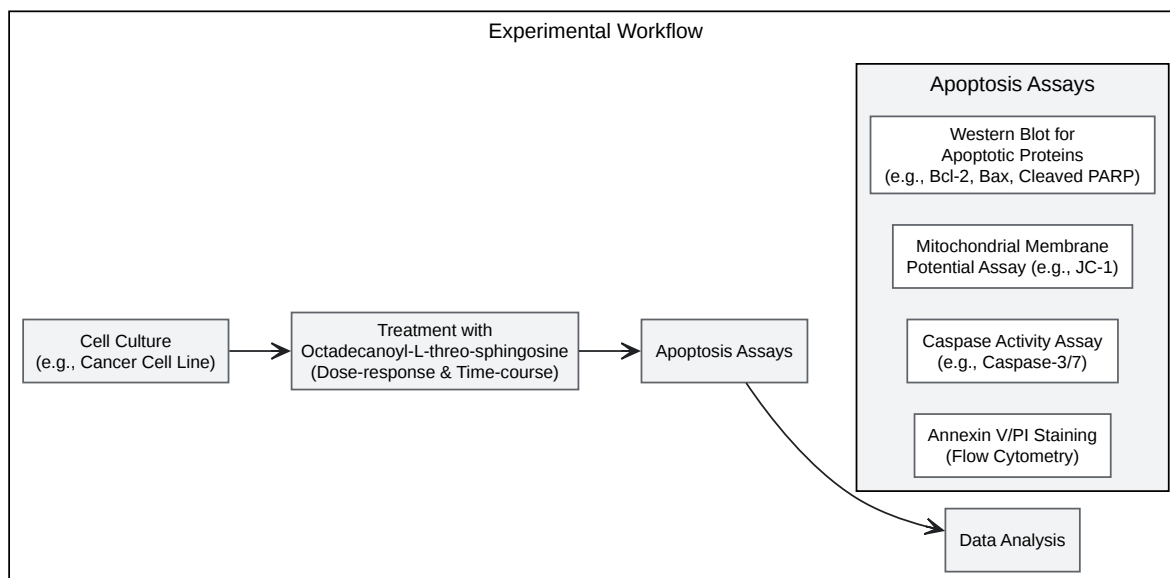 Experimental Workflow
Apoptosis Assays
Western Blot for
Apoptotic Proteins
(e.g., Bcl-2, Bax, Cleaved PARP)
Mitochondrial Membrane
Potential Assay (e.g., JC-1)
Cell Culture
(e.g., Cancer Cell Line)
Treatment with
Octadecanoyl-L-threo-sphingosine
(Dose-response & Time-course)
Apoptosis Assays
Caspase Activity Assay
(e.g., Caspase-3/7)
Annexin V/PI Staining
(Flow Cytometry)
Data Analysis